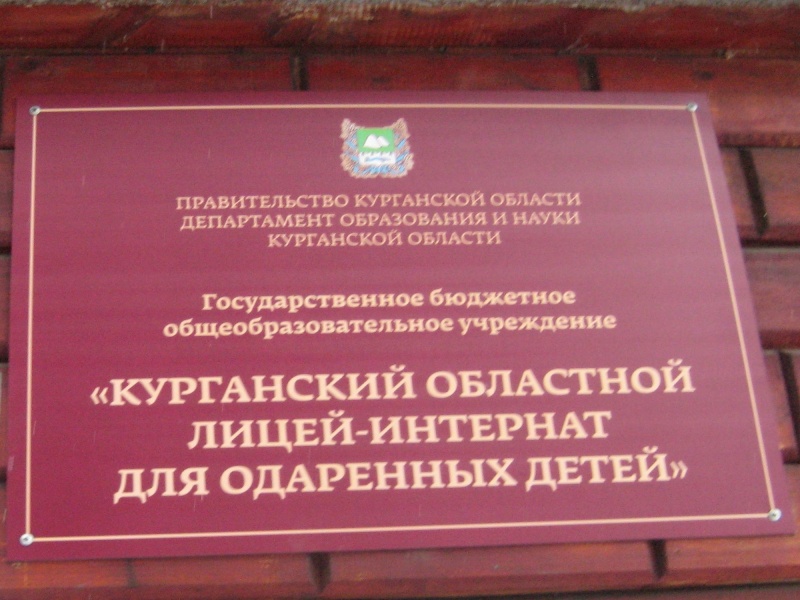 ПРАВИТЕЛЬСТВО КУРГАНСКОЙ ОБЛАСТИ
ДЕПАРТАМЕНТ ОБРАЗОВАНИЯ И НАУКИ
КУРГАНСКОЙ ОБЛАСТИ
Государственное бюджетное
общеобразовательное учреждение
«КУРГАНСКИЙ ОБЛАСТНОЙ
ЛИЦЕЙ-ИНТЕРНАТ
ДЛЯ ОДАРЕННЫХ ДЕТЕЙ»